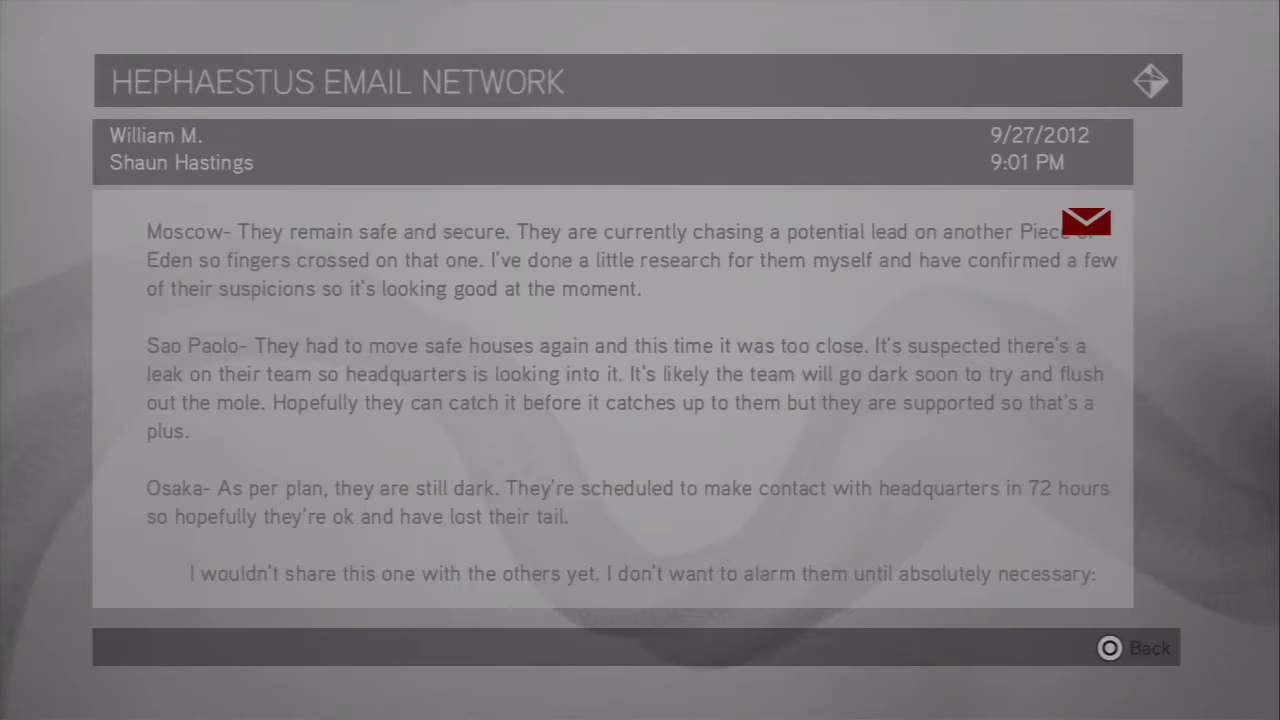 HEPHAESTUS EMAIL NETWORK
William M.
9/27/2012
Shaun Hastings
9:01 PM
Moscow- They remain safe and secure. They are currently chasing a potential lead on another Piece of
Eden so fingers crossed on that one. I've done a little research for them myself and have confirmed a few
of their suspicions so it's looking good at the moment.
Sao Paolo- They had to move safe houses again and this time it was too close. It's suspected there's a
leak on their team so headquarters is looking into it. It's likely the team will go dark soon to try and flush
out the mole. Hopefully they can catch it before it catches up to them but they are supported so that's a
plus.
Osaka- As per plan, they are still dark. They're scheduled to make contact with headquarters in 72 hours
so hopefully they're ok and have lost their tail.
I wouldn't share this one with the others yet. I don't want to alarm them until absolutely necessary:
Back